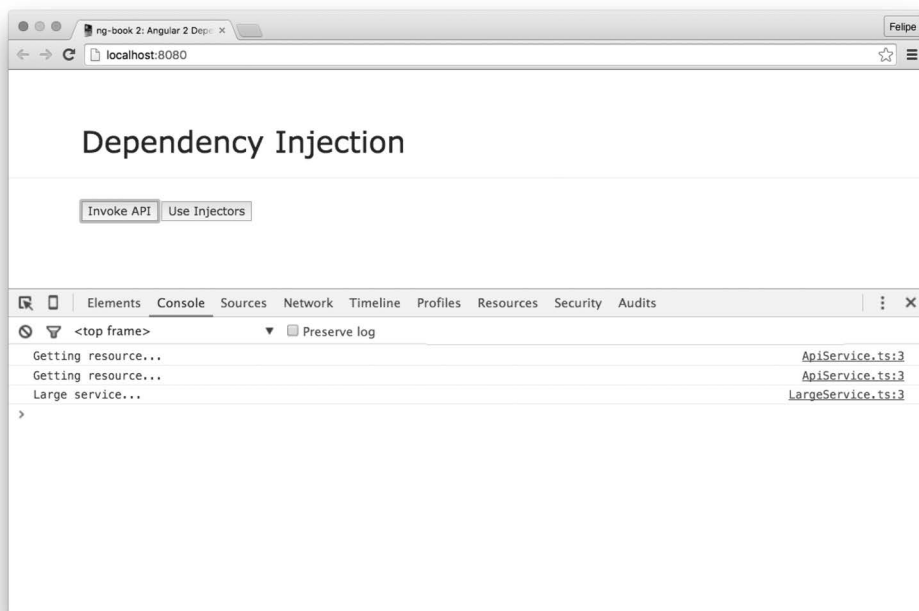 ng-book 2: Angular 2 Depe
Felipe
localhost:8080
Dependency Injection
Invoke API Use Injectors
Elements Console Sources Network Timeline Profiles Resources Security Audits
<top frame> Preserve log
Getting resource... ApiService.ts:3
Getting resource... ApiService.ts:3
Large service... LargeService.ts:3